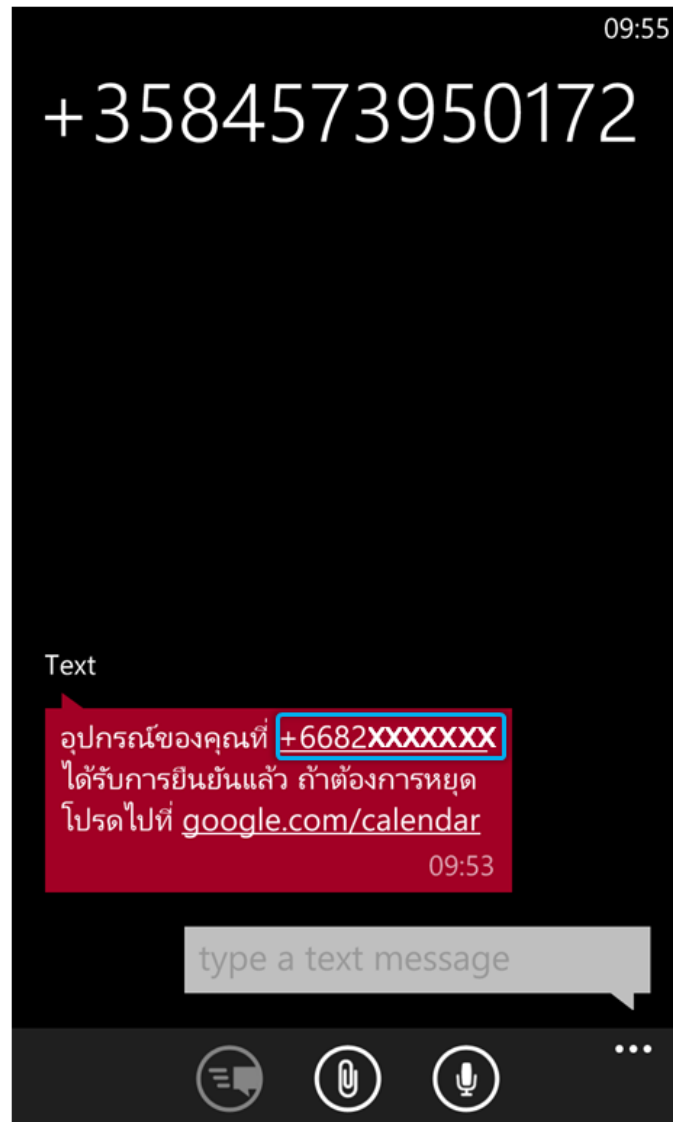 09:55
+3584573950172
Text
อุปกรณ์ของคุณที่ +6682XXXXXXX
ได้รับการยืนยันแล้ว ถ้าต้องการหยุด
โปรดไปที่ google.com/calendar
09:53
type a text message